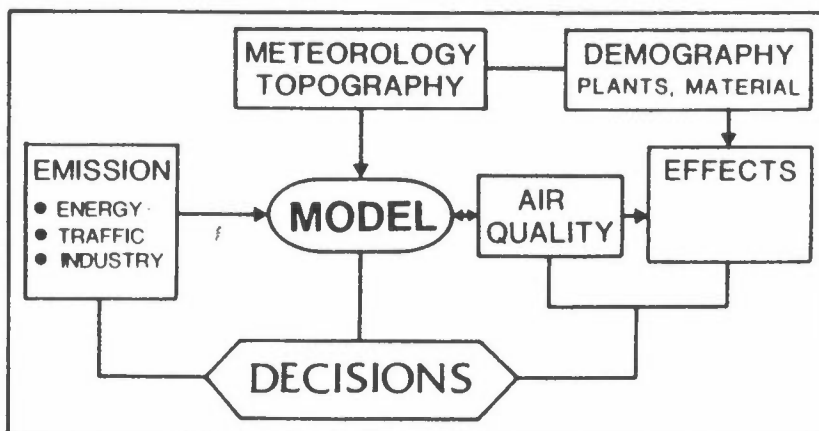 METEOROLOGY
TOPOGRAPHY
DEMOGRAPHY
PLANTS, MATERIAL
EMISSION
● ENERGY
● TRAFFIC
● INDUSTRY
MODEL
AIR
QUALITY
EFFECTS
DECISIONS